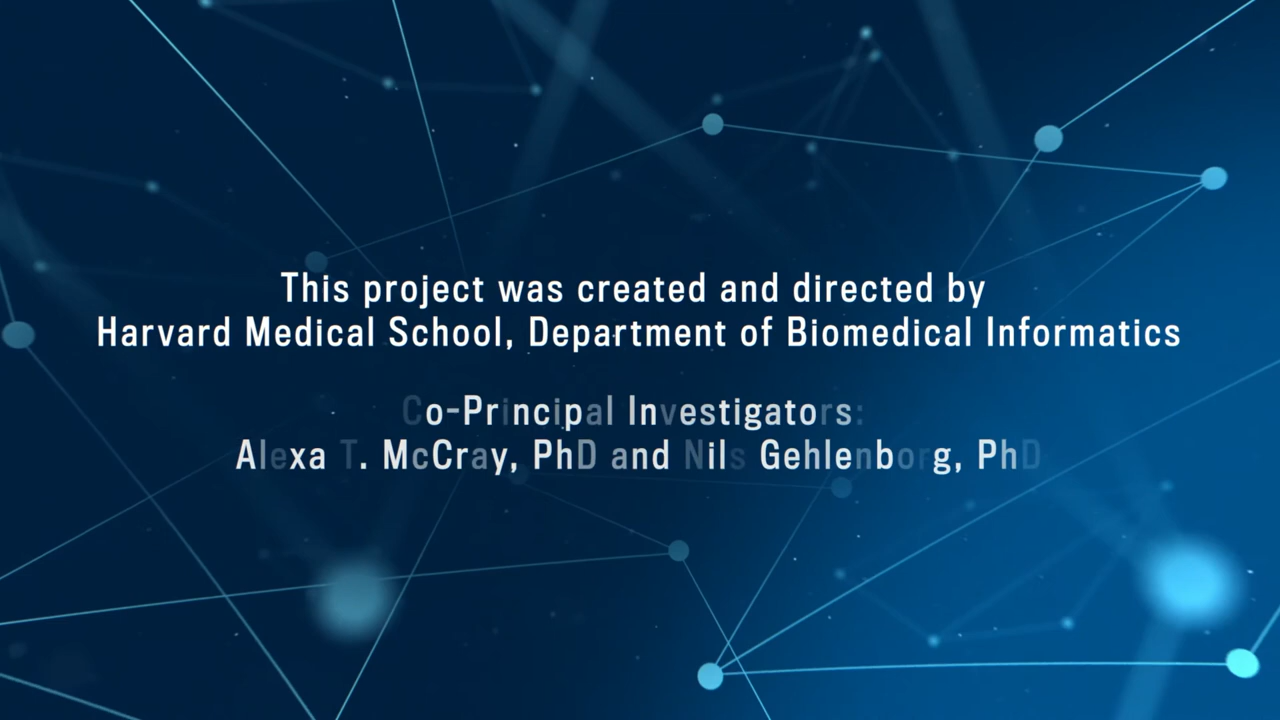 This project was created and directed by
Harvard Medical School, Department of Biomedical Informatics
Co-Principal Investigators:
Alexa T. McCray, PhD and Nils Gehlenborg, PhD